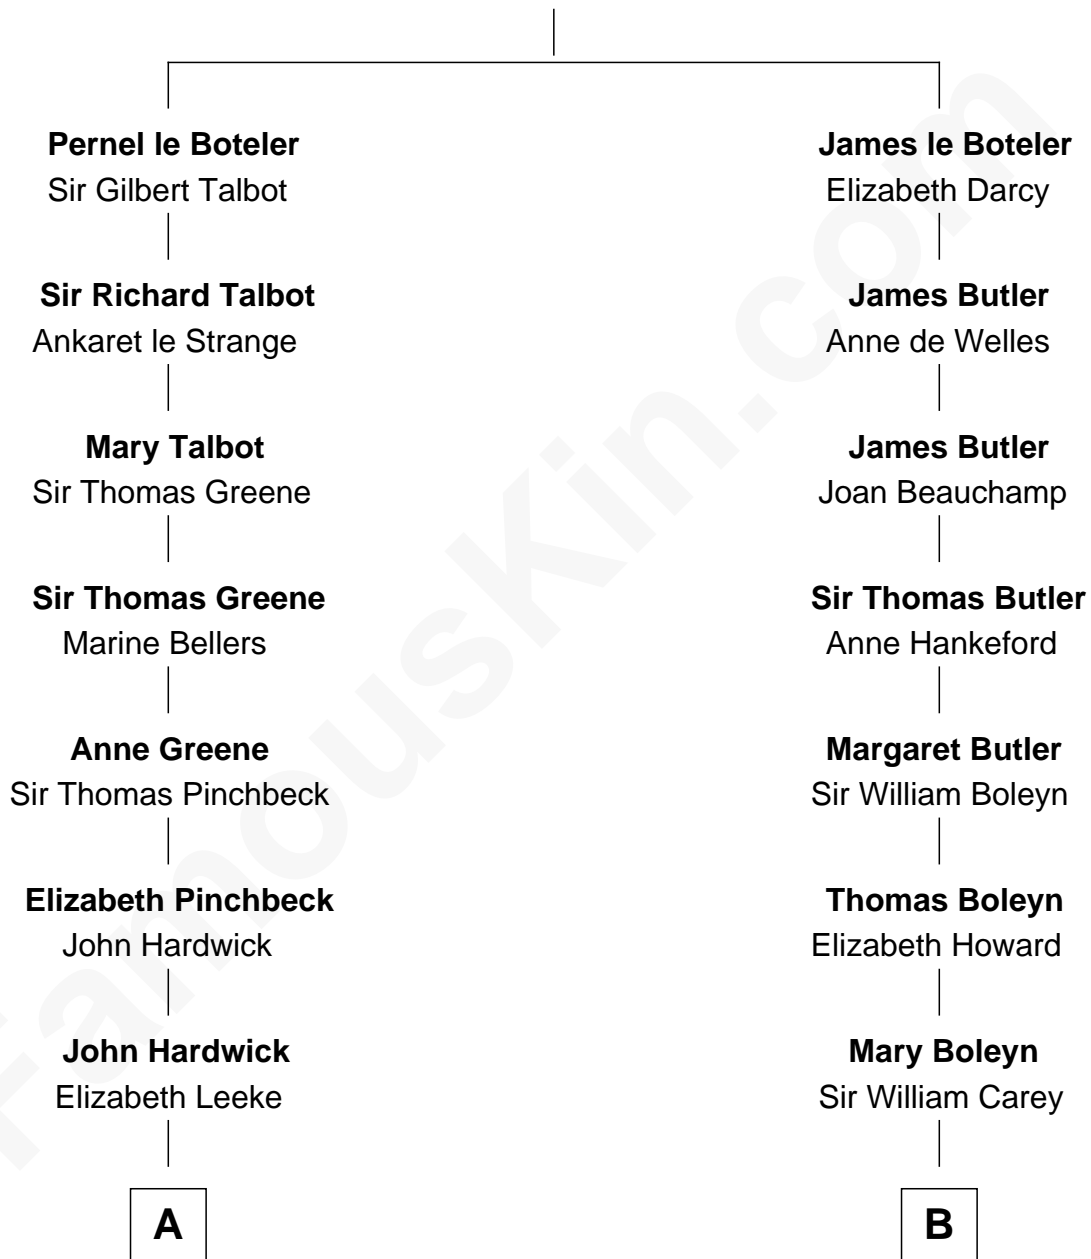 Pernel le Boteler
Sir Gilbert Talbot
Sir Richard Talbot
Ankaret le Strange
Mary Talbot
Sir Thomas Greene
Sir Thomas Greene
Marine Bellers
Anne Greene
Sir Thomas Pinchbeck
Elizabeth Pinchbeck
John Hardwick
John Hardwick
Elizabeth Leeke
A
James le Boteler
Elizabeth Darcy
James Butler
Anne de Welles
James Butler
Joan Beauchamp
Sir Thomas Butler
Anne Hankeford
Margaret Butler
Sir William Boleyn
Thomas Boleyn
Elizabeth Howard
Mary Boleyn
Sir William Carey
B
FamousKin.com